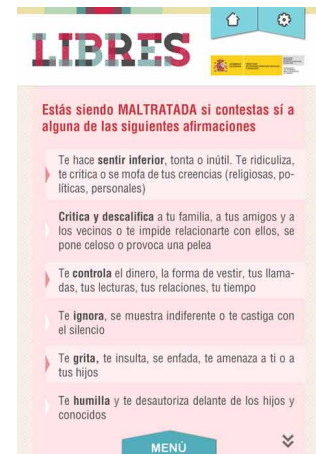 LIBRES
Estás siendo MALTRATADA si contestas sí a
alguna de las siguientes afirmaciones
Te hace sentir inferior, tonta o inútil. Te ridiculiza,
te critica o se mofa de tus creencias (religiosas, po-
líticas, personales)
Critica y descalifica a tu familia, a tus amigos y a
los vecinos o te impide relacionarte con ellos, se
pone celoso o provoca una pelea
Te controla el dinero, la forma de vestir, tus llama-
das, tus lecturas, tus relaciones, tu tiempo
Te ignora, se muestra indiferente o te castiga con
el silencio
Te grita, te insulta, se enfada, te amenaza a ti o a
tus hijos
Te humilla y te desautoriza delante de los hijos y
conocidos
MENÚ